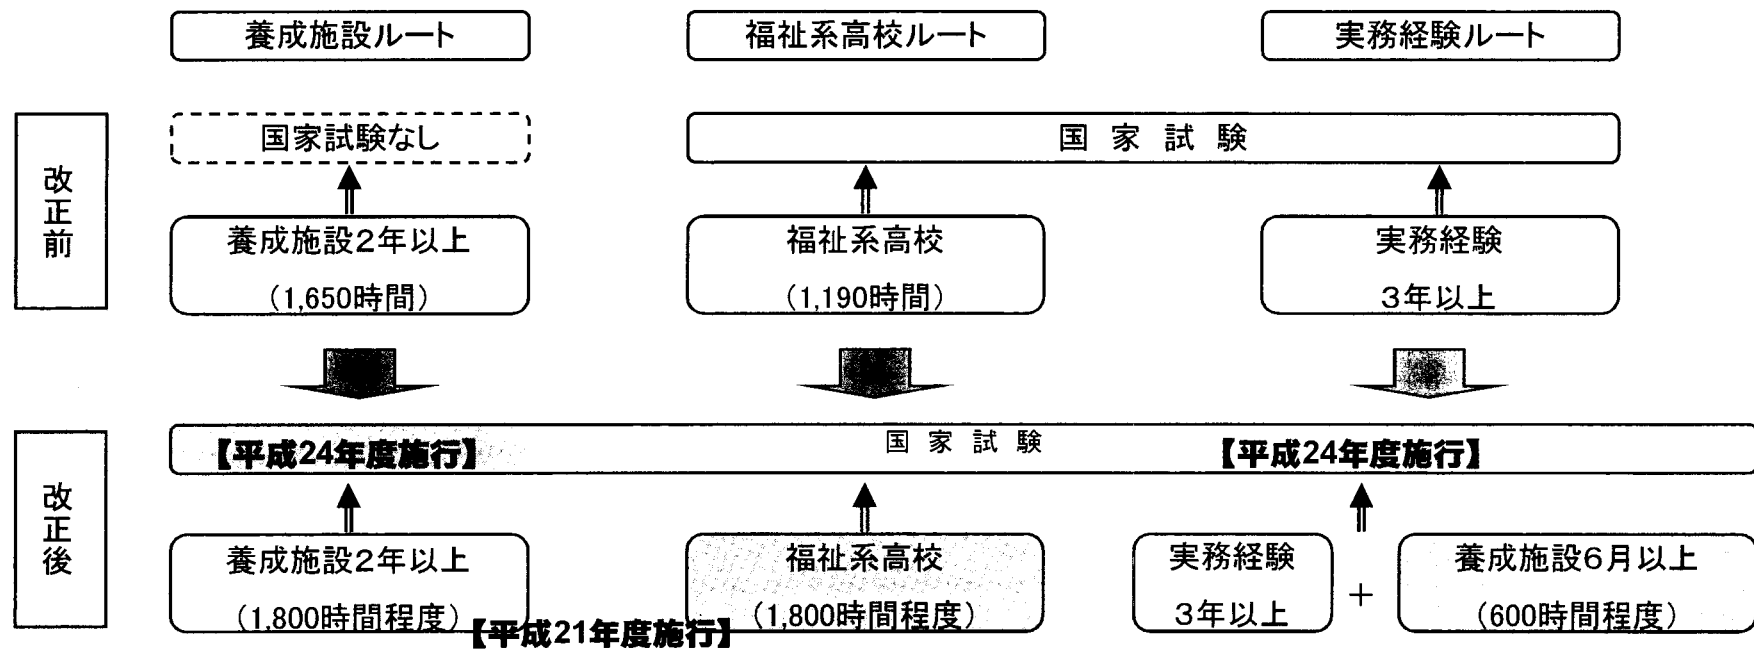 養成施設ルート
福祉系高校ルート
実務経験ルート
改正前
国家試験なし
国家試験
養成施設2年以上
(1,650時間)
福祉系高校
(1,190時間)
実務経験
3年以上
改正後
【平成24年度施行】
国家試験
【平成24年度施行】
養成施設2年以上
(1,800時間程度)
【平成21年度施行】
福祉系高校
(1,800時間程度)
実務経験
3年以上
+
養成施設6月以上
(600時間程度)